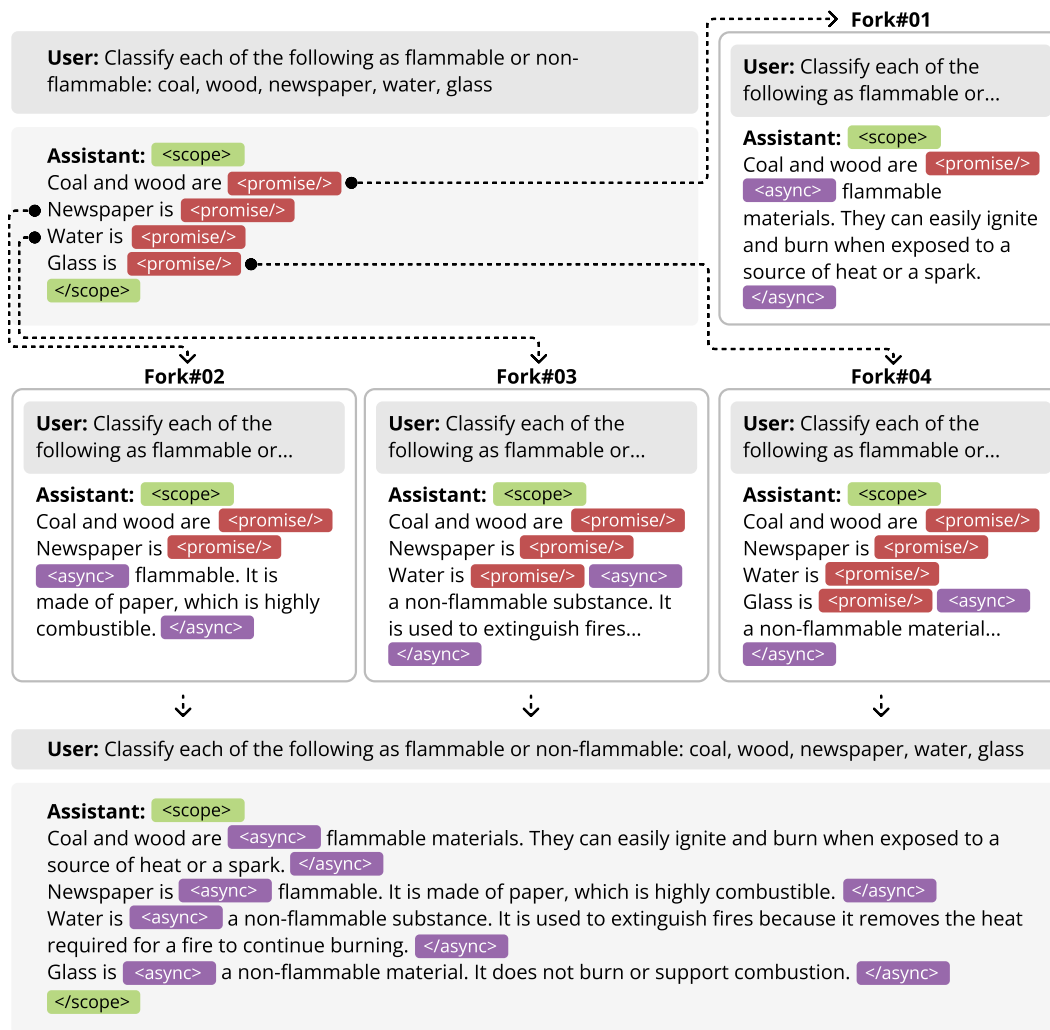 Fork#01
User: Classify each of the following as flammable or non-
flammable: coal, wood, newspaper, water, glass
Assistant: <scope>
Coal and wood are <promise/>
Newspaper is <promise/>
Water is <promise/>
Glass is <promise/>
</scope>
User: Classify each of the
following as flammable or...
Assistant: <scope>
Coal and wood are <promise/>
<async> flammable
materials. They can easily ignite
and burn when exposed to a
source of heat or a spark.
</async>
Fork#02
User: Classify each of the
following as flammable or...
Assistant: <scope>
Coal and wood are <promise/>
Newspaper is <promise/>
<async> flammable. It is
made of paper, which is highly
combustible. </async>
Fork#03
User: Classify each of the
following as flammable or...
Assistant: <scope>
Coal and wood are <promise/>
Newspaper is <promise/>
Water is <promise/> <async>
a non-flammable substance. It
is used to extinguish fires...
</async>
Fork#04
User: Classify each of the
following as flammable or...
Assistant: <scope>
Coal and wood are <promise/>
Newspaper is <promise/>
Water is <promise/>
Glass is <promise/> <async>
a non-flammable material...
</async>
User: Classify each of the following as flammable or non-flammable: coal, wood, newspaper, water, glass
Assistant: <scope>
Coal and wood are <async> flammable materials. They can easily ignite and burn when exposed to a
source of heat or a spark. </async>
Newspaper is <async> flammable. It is made of paper, which is highly combustible. </async>
Water is <async> a non-flammable substance. It is used to extinguish fires because it removes the heat
required for a fire to continue burning. </async>
Glass is <async> a non-flammable material. It does not burn or support combustion. </async>
</scope>